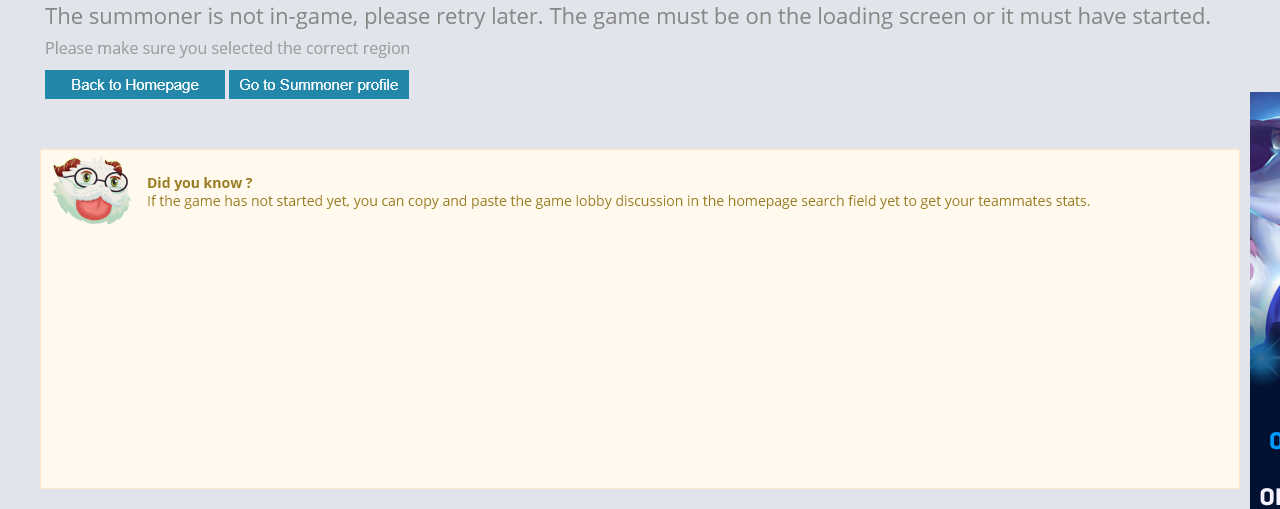 The summoner is not in-game, please retry later. The game must be on the loading screen or it must have started.
Please make sure you selected the correct region
Back to Homepage Go to Summoner profile
Did you know ?
If the game has not started yet, you can copy and paste the game lobby discussion in the homepage search field yet to get your teammates stats.